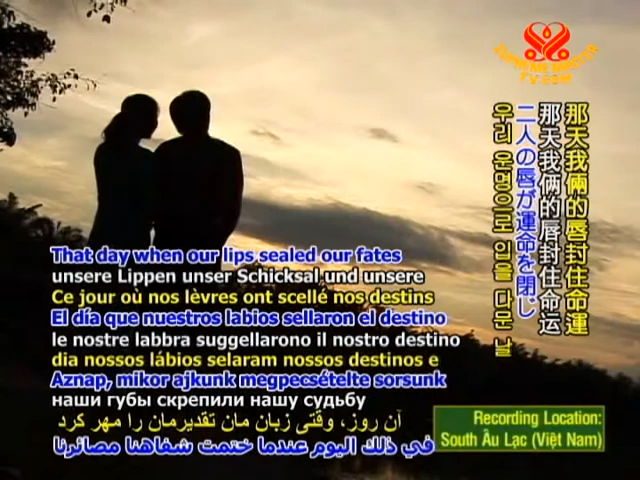 SUPREME MASTER
TV.COM
那天我倆的唇封住命運
那天我俩的唇封住命运
二人の唇が運命を閉じ
우리 운명으로 입을 다문 날
That day when our lips sealed our fates
unsere Lippen unser Schicksal und unsere
Ce jour où nos lèvres ont scellé nos destins
El día que nuestros labios sellaron el destino
le nostre labbra suggellarono il nostro destino
dia nossos lábios selaram nossos destinos e
Aznap, mikor ajkunk megpecsételte sorsunk
наши губы скрепили нашу судьбу
آن روز، وقتی زبان مان تقدیرمان را مهر کرد
في ذلك اليوم عندما ختمت شفاهنا مصائرنا
Recording Location:
South Âu Lạc (Việt Nam)